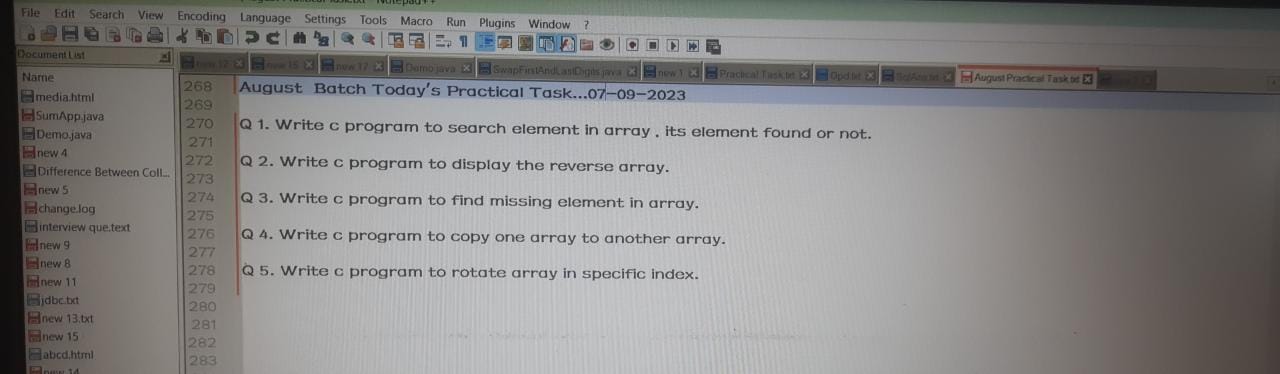 File Edit Search View Encoding Language Settings Tools Macro Run Plugins Window ?
Document List
Demo.java SwapFirstAndLastDigits.java new 1 Practical Task.txt Opd.txt August Practical Task.txt
Name
media.html
SumApp.java
Demo.java
new 4
Difference Between Coll...
new 5
change.log
interview que.text
new 9
new 8
new 11
jdbc.txt
new 13.txt
new 15
abcd.html
new 14
268 August Batch Today's Practical Task...07-09-2023
269
270 Q 1. Write c program to search element in array , its element found or not.
271
272 Q 2. Write c program to display the reverse array.
273
274 Q 3. Write c program to find missing element in array.
275
276 Q 4. Write c program to copy one array to another array.
277
278 Q 5. Write c program to rotate array in specific index.
279
280
281
282
283